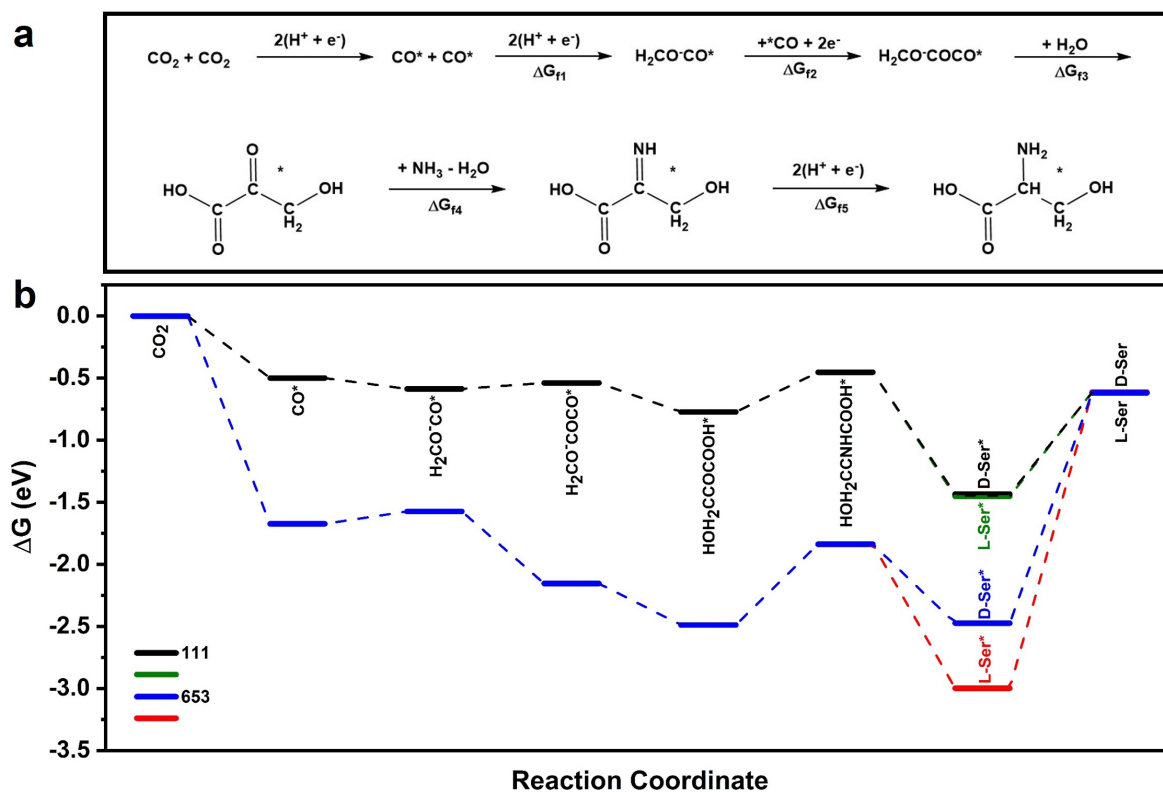 a
CO₂ + CO₂ 2(H⁺ + e⁻) CO* + CO* 2(H⁺ + e⁻) ΔGf1 H₂CO⁻CO* +*CO + 2e⁻ ΔGf2 H₂CO⁻COCO* + H₂O ΔGf3
O NH NH₂
* + NH₃ - H₂O * 2(H⁺ + e⁻) *
HO OH HO OH HO CH OH
C C C ΔGf4 C C C ΔGf5 C C
H₂ H₂ H₂
O O O
b
0.0
-0.5
-1.0
-1.5
-2.0
-2.5
-3.0
-3.5
ΔG (eV)
CO₂
CO*
H₂CO⁻CO*
H₂CO⁻COCO*
HOH₂CCOCOOH*
HOH₂CCNHCOOH*
D-Ser*
L-Ser*
D-Ser*
L-Ser*
L-Ser D-Ser
111
653
Reaction Coordinate